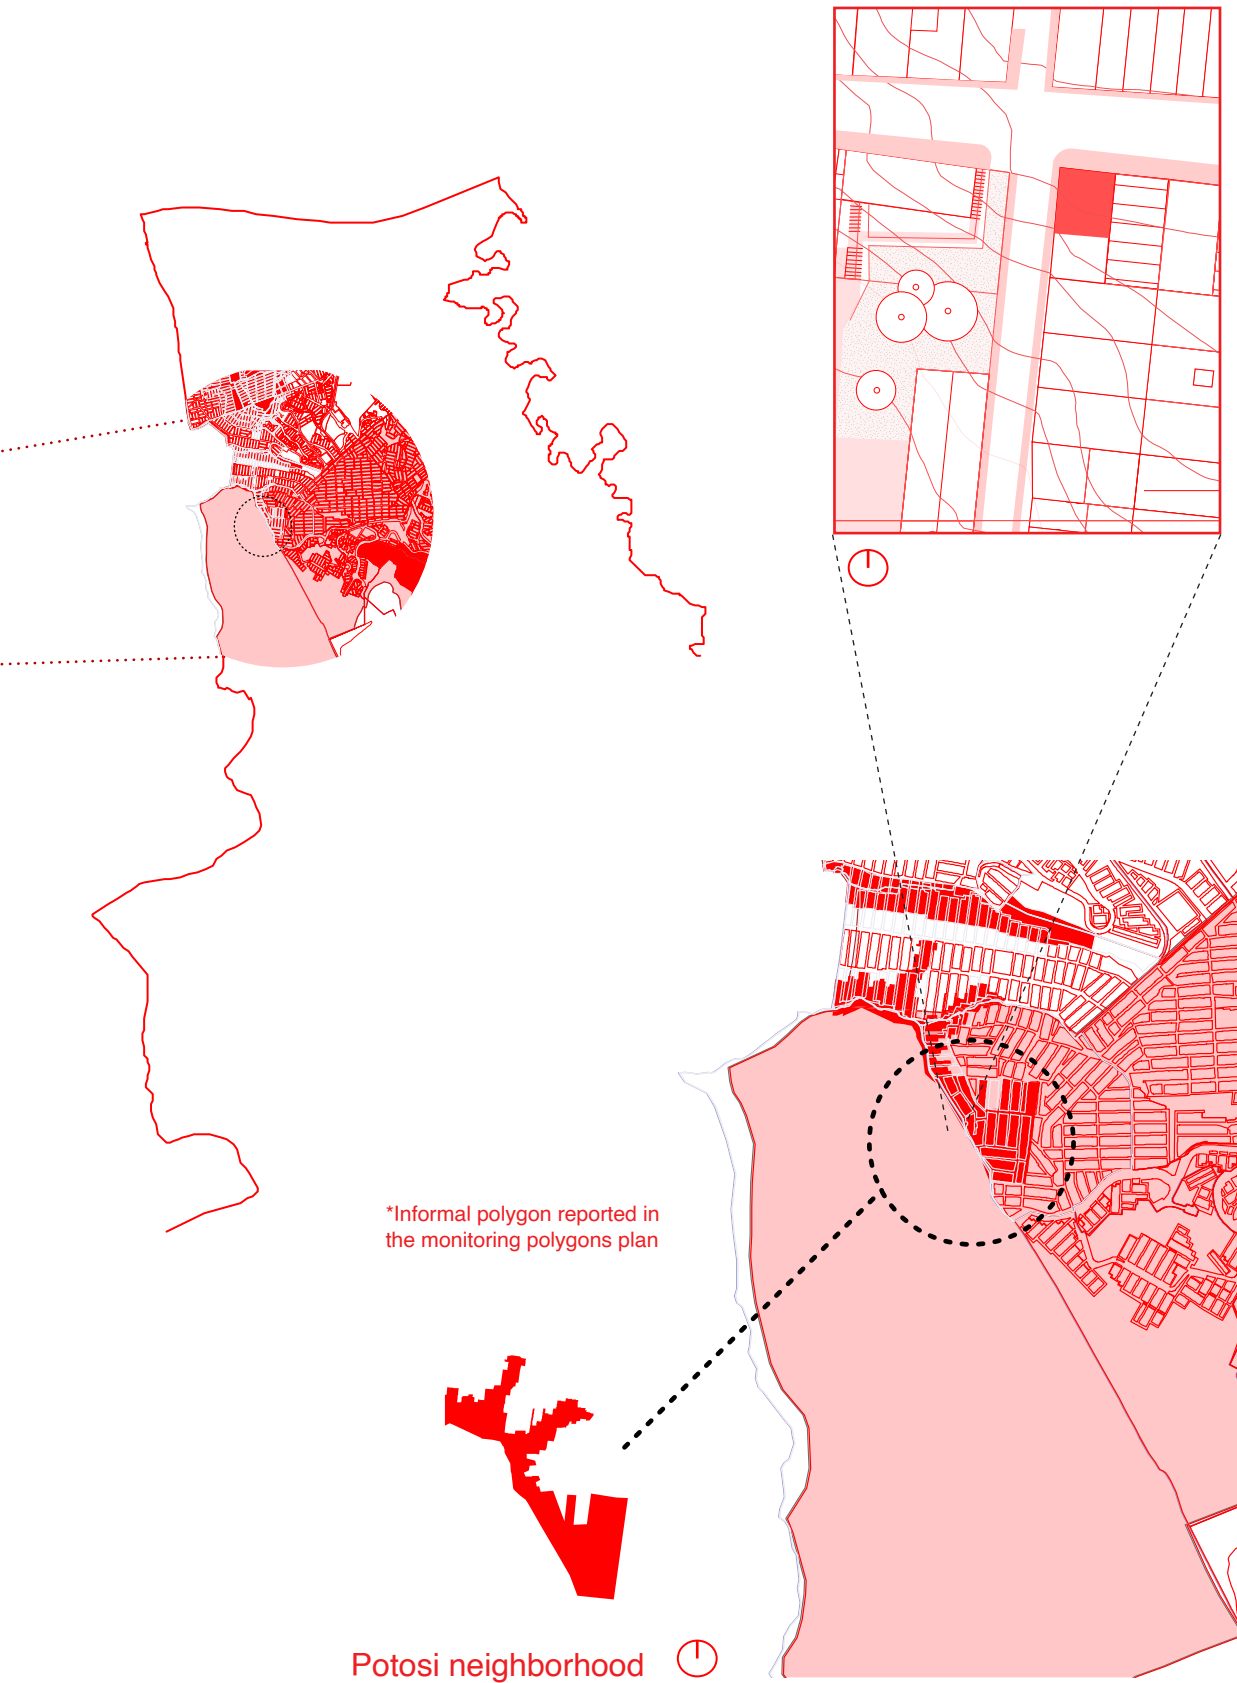 *Informal polygon reported in
the monitoring polygons plan
Potosi neighborhood